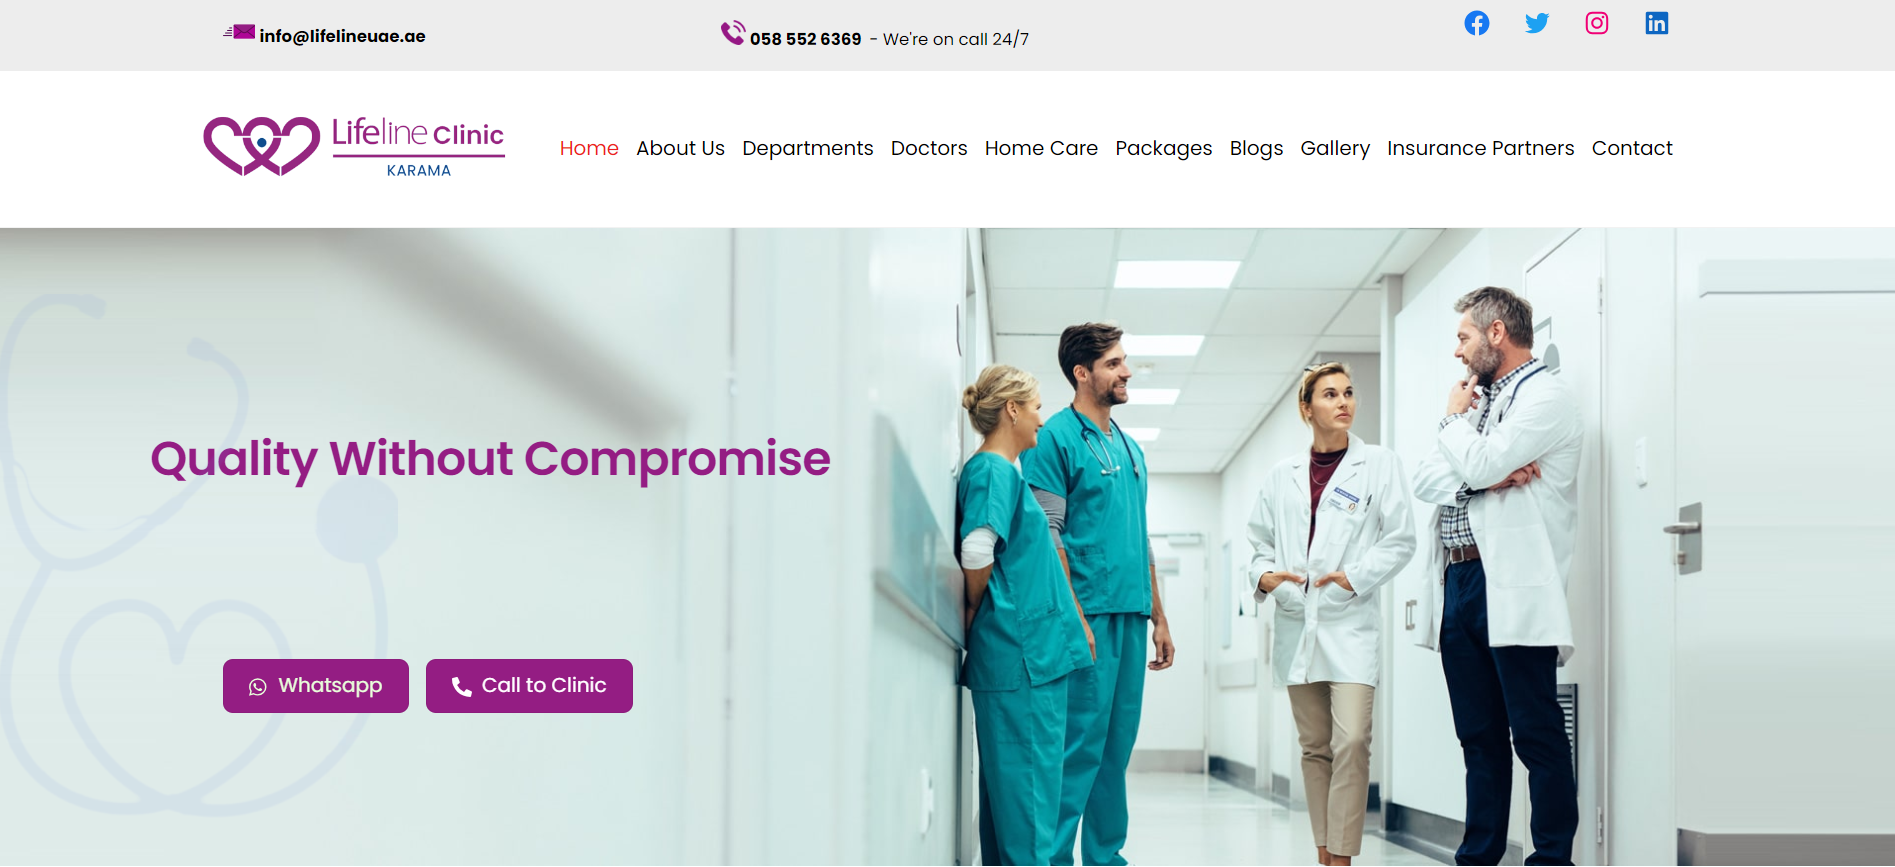 info@lifelineuae.ae
058 552 6369 - We're on call 24/7
Lifeline Clinic
KARAMA
Home About Us Departments Doctors Home Care Packages Blogs Gallery Insurance Partners Contact
Quality Without Compromise
Whatsapp
Call to Clinic